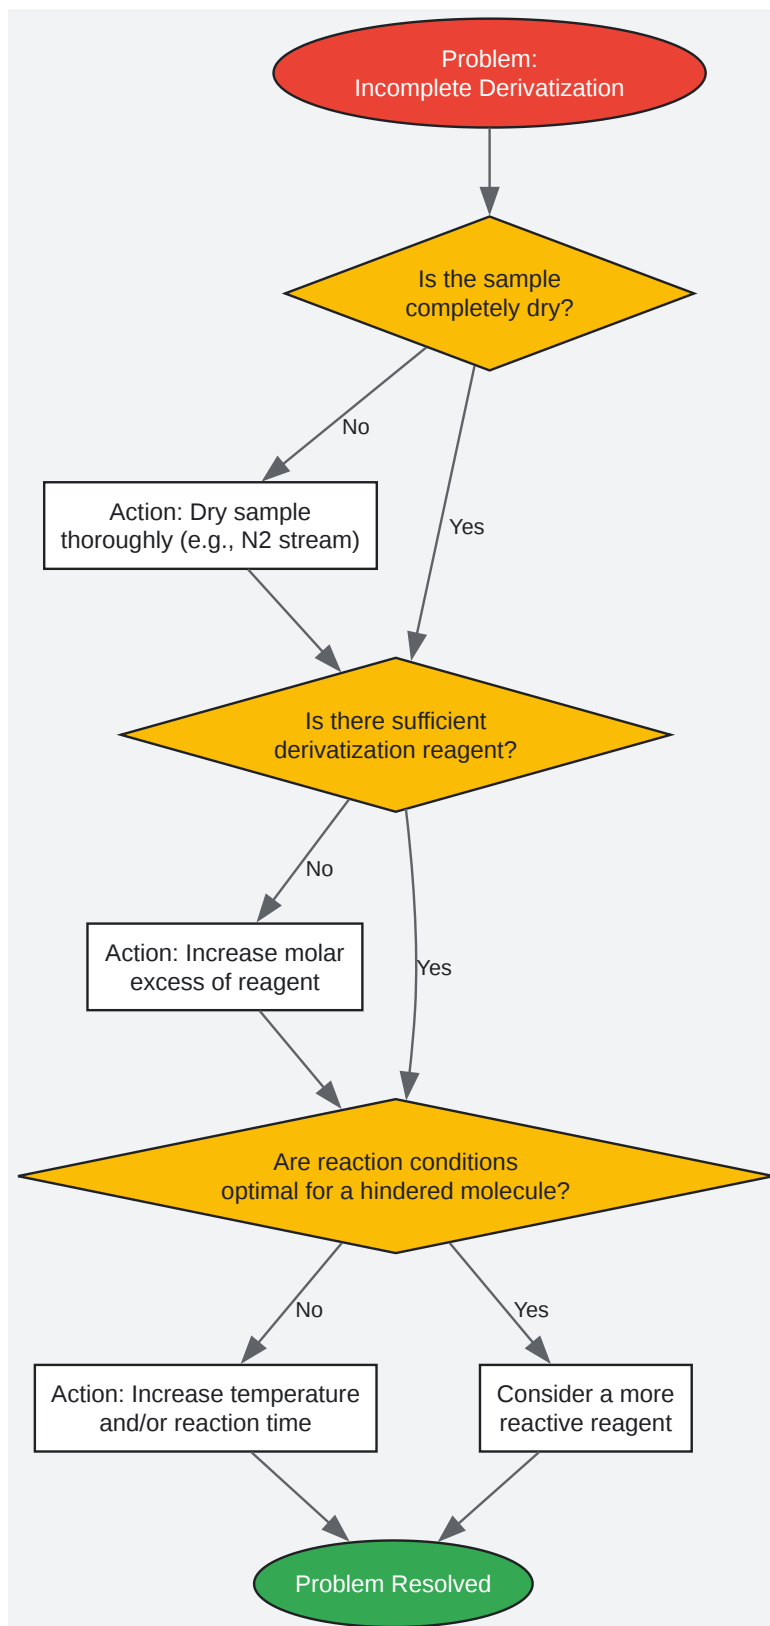 Problem:
Incomplete Derivatization
Is the sample
completely dry?
No
Action: Dry sample
thoroughly (e.g., N2 stream)
Yes
Is there sufficient
derivatization reagent?
No
Action: Increase molar
excess of reagent
Yes
Are reaction conditions
optimal for a hindered molecule?
No
Yes
Action: Increase temperature
and/or reaction time
Consider a more
reactive reagent
Problem Resolved